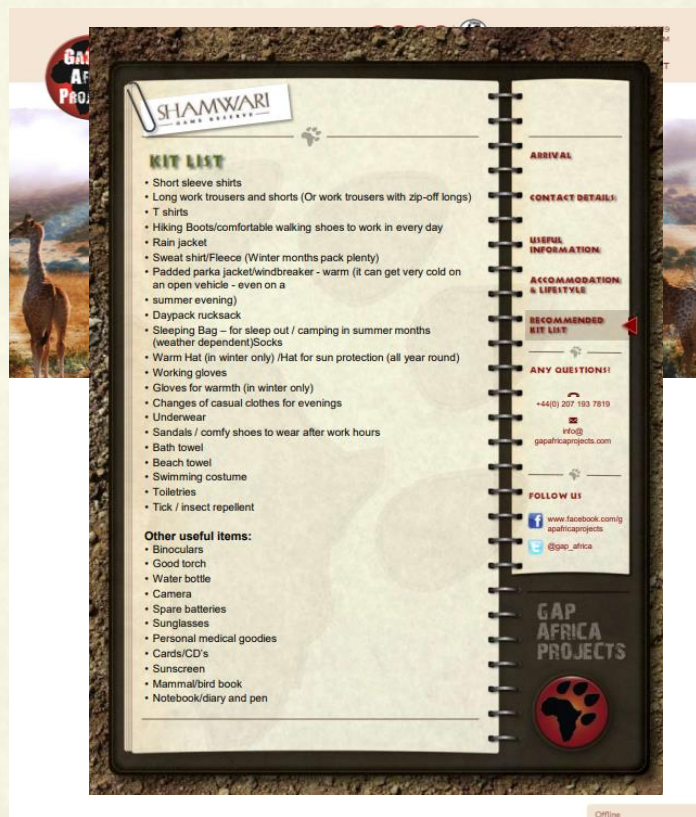 SHAMWARI
GAME RESERVE
KIT LIST
• Short sleeve shirts
• Long work trousers and shorts (Or work trousers with zip-off longs)
• T shirts
• Hiking Boots/comfortable walking shoes to work in every day
• Rain jacket
• Sweat shirt/Fleece (Winter months pack plenty)
• Padded parka jacket/windbreaker - warm (it can get very cold on
an open vehicle - even on a
• summer evening)
• Daypack rucksack
• Sleeping Bag – for sleep out / camping in summer months
(weather dependent)Socks
• Warm Hat (in winter only) /Hat for sun protection (all year round)
• Working gloves
• Gloves for warmth (in winter only)
• Changes of casual clothes for evenings
• Underwear
• Sandals / comfy shoes to wear after work hours
• Bath towel
• Beach towel
• Swimming costume
• Toiletries
• Tick / insect repellent
Other useful items:
• Binoculars
• Good torch
• Water bottle
• Camera
• Spare batteries
• Sunglasses
• Personal medical goodies
• Cards/CD's
• Sunscreen
• Mammal/bird book
• Notebook/diary and pen
ARRIVAL
CONTACT DETAILS:
USEFUL
INFORMATION
ACCOMMODATION
& LIFESTYLE
RECOMMENDED
KIT LIST
ANY QUESTIONS?
+44(0) 207 193 7819
info@
gapafricaprojects.com
FOLLOW US
www.facebook.com/g
apafricaprojects
@gap_africa
GAP
AFRICA
PROJECTS
Offline